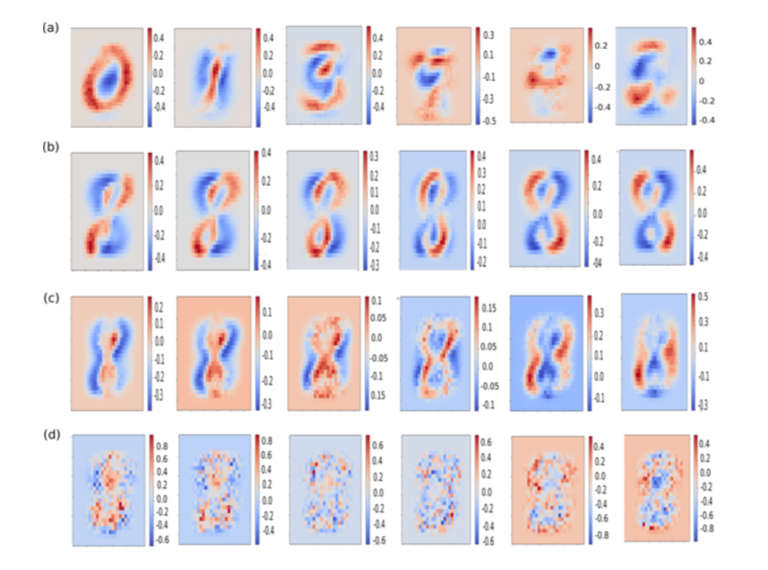 (a)
0.4 0.2 0.0 -0.2 -0.4
0.4 0.2 0.0 -0.2 -0.4
0.4 0.2 0.0 -0.2 -0.4
0.3 0.1 -0.1 -0.3 -0.5
0.2 0 -0.2 -0.4
0.4 0.2 0 -0.2 -0.4
(b)
0.4 0.2 0.0 -0.2 -0.4
0.4 0.2 0.0 -0.2 -0.4
0.3 0.2 0.1 0.0 -0.1 -0.2 -0.3
0.4 0.3 0.2 0.1 0.0 -0.1 -0.2
0.4 0.2 0.0 -0.2 -04
0.4 0.2 0.0 -0.2 -0.4
(c)
0.2 0.1 0.0 -0.1 -0.2 -0.3
0.1 0.0 -0.1 -0.2 -0.3
0.1 0.05 0.0 -0.05 -0.1 0.15
0.15 0.10 0.05 0.0 -0.05 -0.1
0.3 0.2 0.1 0.0 0.1
0.5 0.3 0.1 -0.1 -0.3
(d)
0.8 0.6 0.4 0.2 0.0 -0.2 -0.4 -0.6
0.8 0.6 0.4 0.2 0.0 -0.2 -0.4
0.6 0.4 0.2 0.0 -0.2 -0.4 -0.6
0.6 0.4 0.2 0.0 -0.2 -0.4 -0.6
0.4 0.2 0.0 -0.2 -0.4 -0.6 -0.8
0.4 0.2 0.0 -0.2 -0.4 -0.6 -0.8